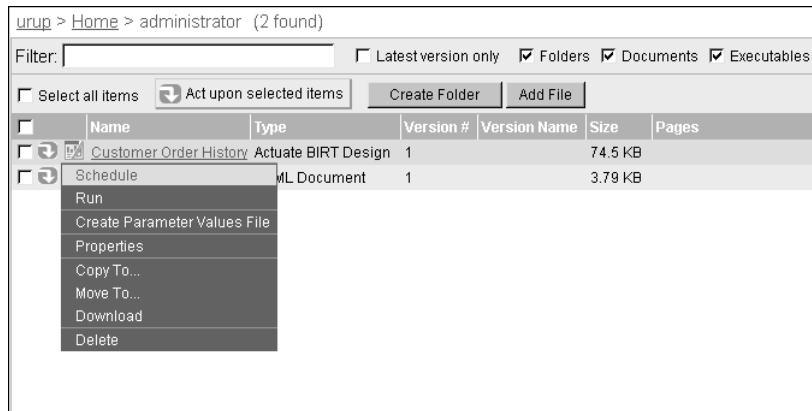 urup > Home > administrator (2 found)
Filter: Latest version only Folders Documents Executables
Select all items Act upon selected items Create Folder Add File
Name Type Version # Version Name Size Pages
Customer Order History Actuate BIRT Design 1 74.5 KB
Schedule ML Document 1 3.79 KB
Run
Create Parameter Values File
Properties
Copy To...
Move To...
Download
Delete